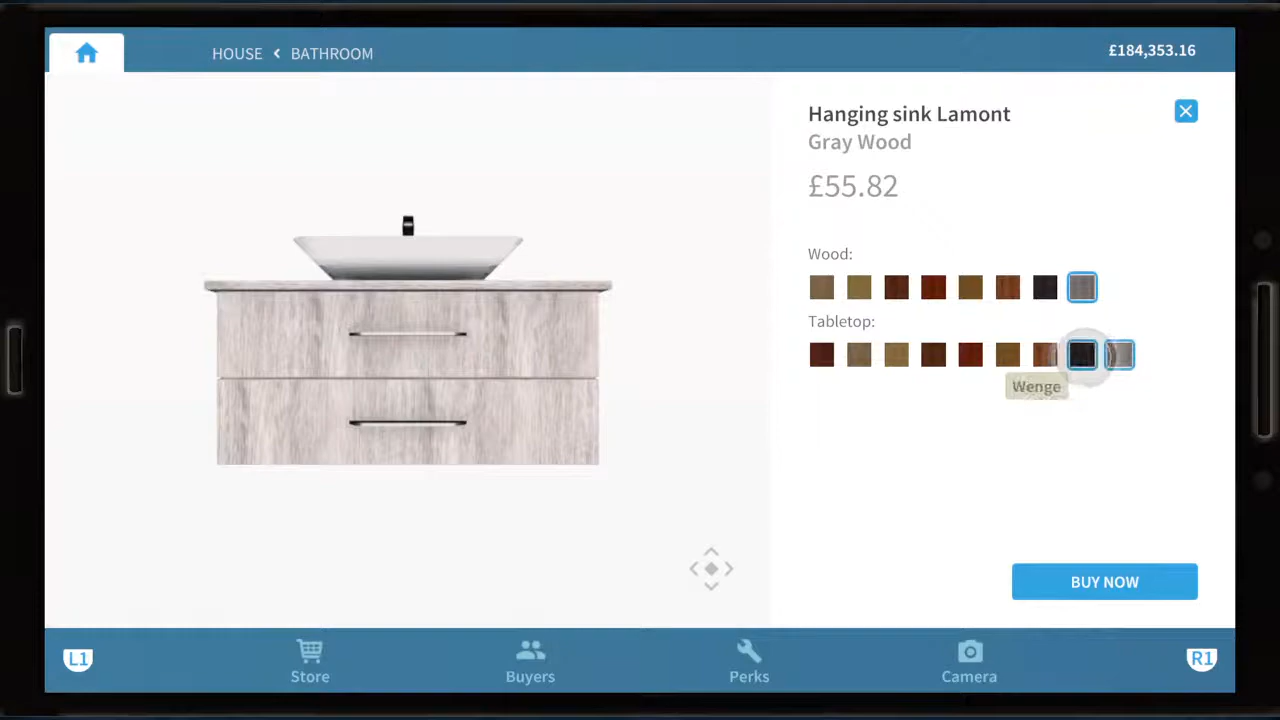 HOUSE < BATHROOM
£184,353.16
Hanging sink Lamont
Gray Wood
£55.82
Wood:
Tabletop:
Wenge
BUY NOW
L1
Store
Buyers
Perks
Camera
R1